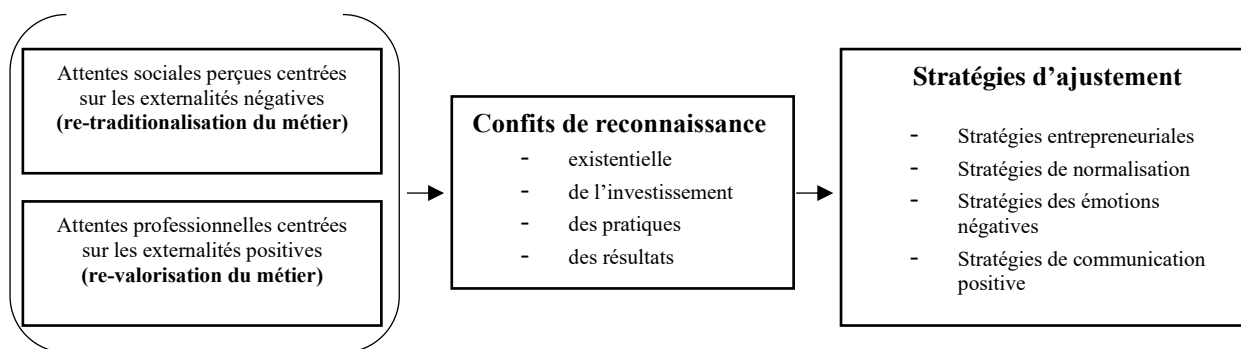 Attentes sociales perçues centrées
sur les externalités négatives
(re-traditionalisation du métier)
Attentes professionnelles centrées
sur les externalités positives
(re-valorisation du métier)
Confits de reconnaissance
- existentielle
- de l’investissement
- des pratiques
- des résultats
Stratégies d’ajustement
- Stratégies entrepreneuriales
- Stratégies de normalisation
- Stratégies des émotions
négatives
- Stratégies de communication
positive